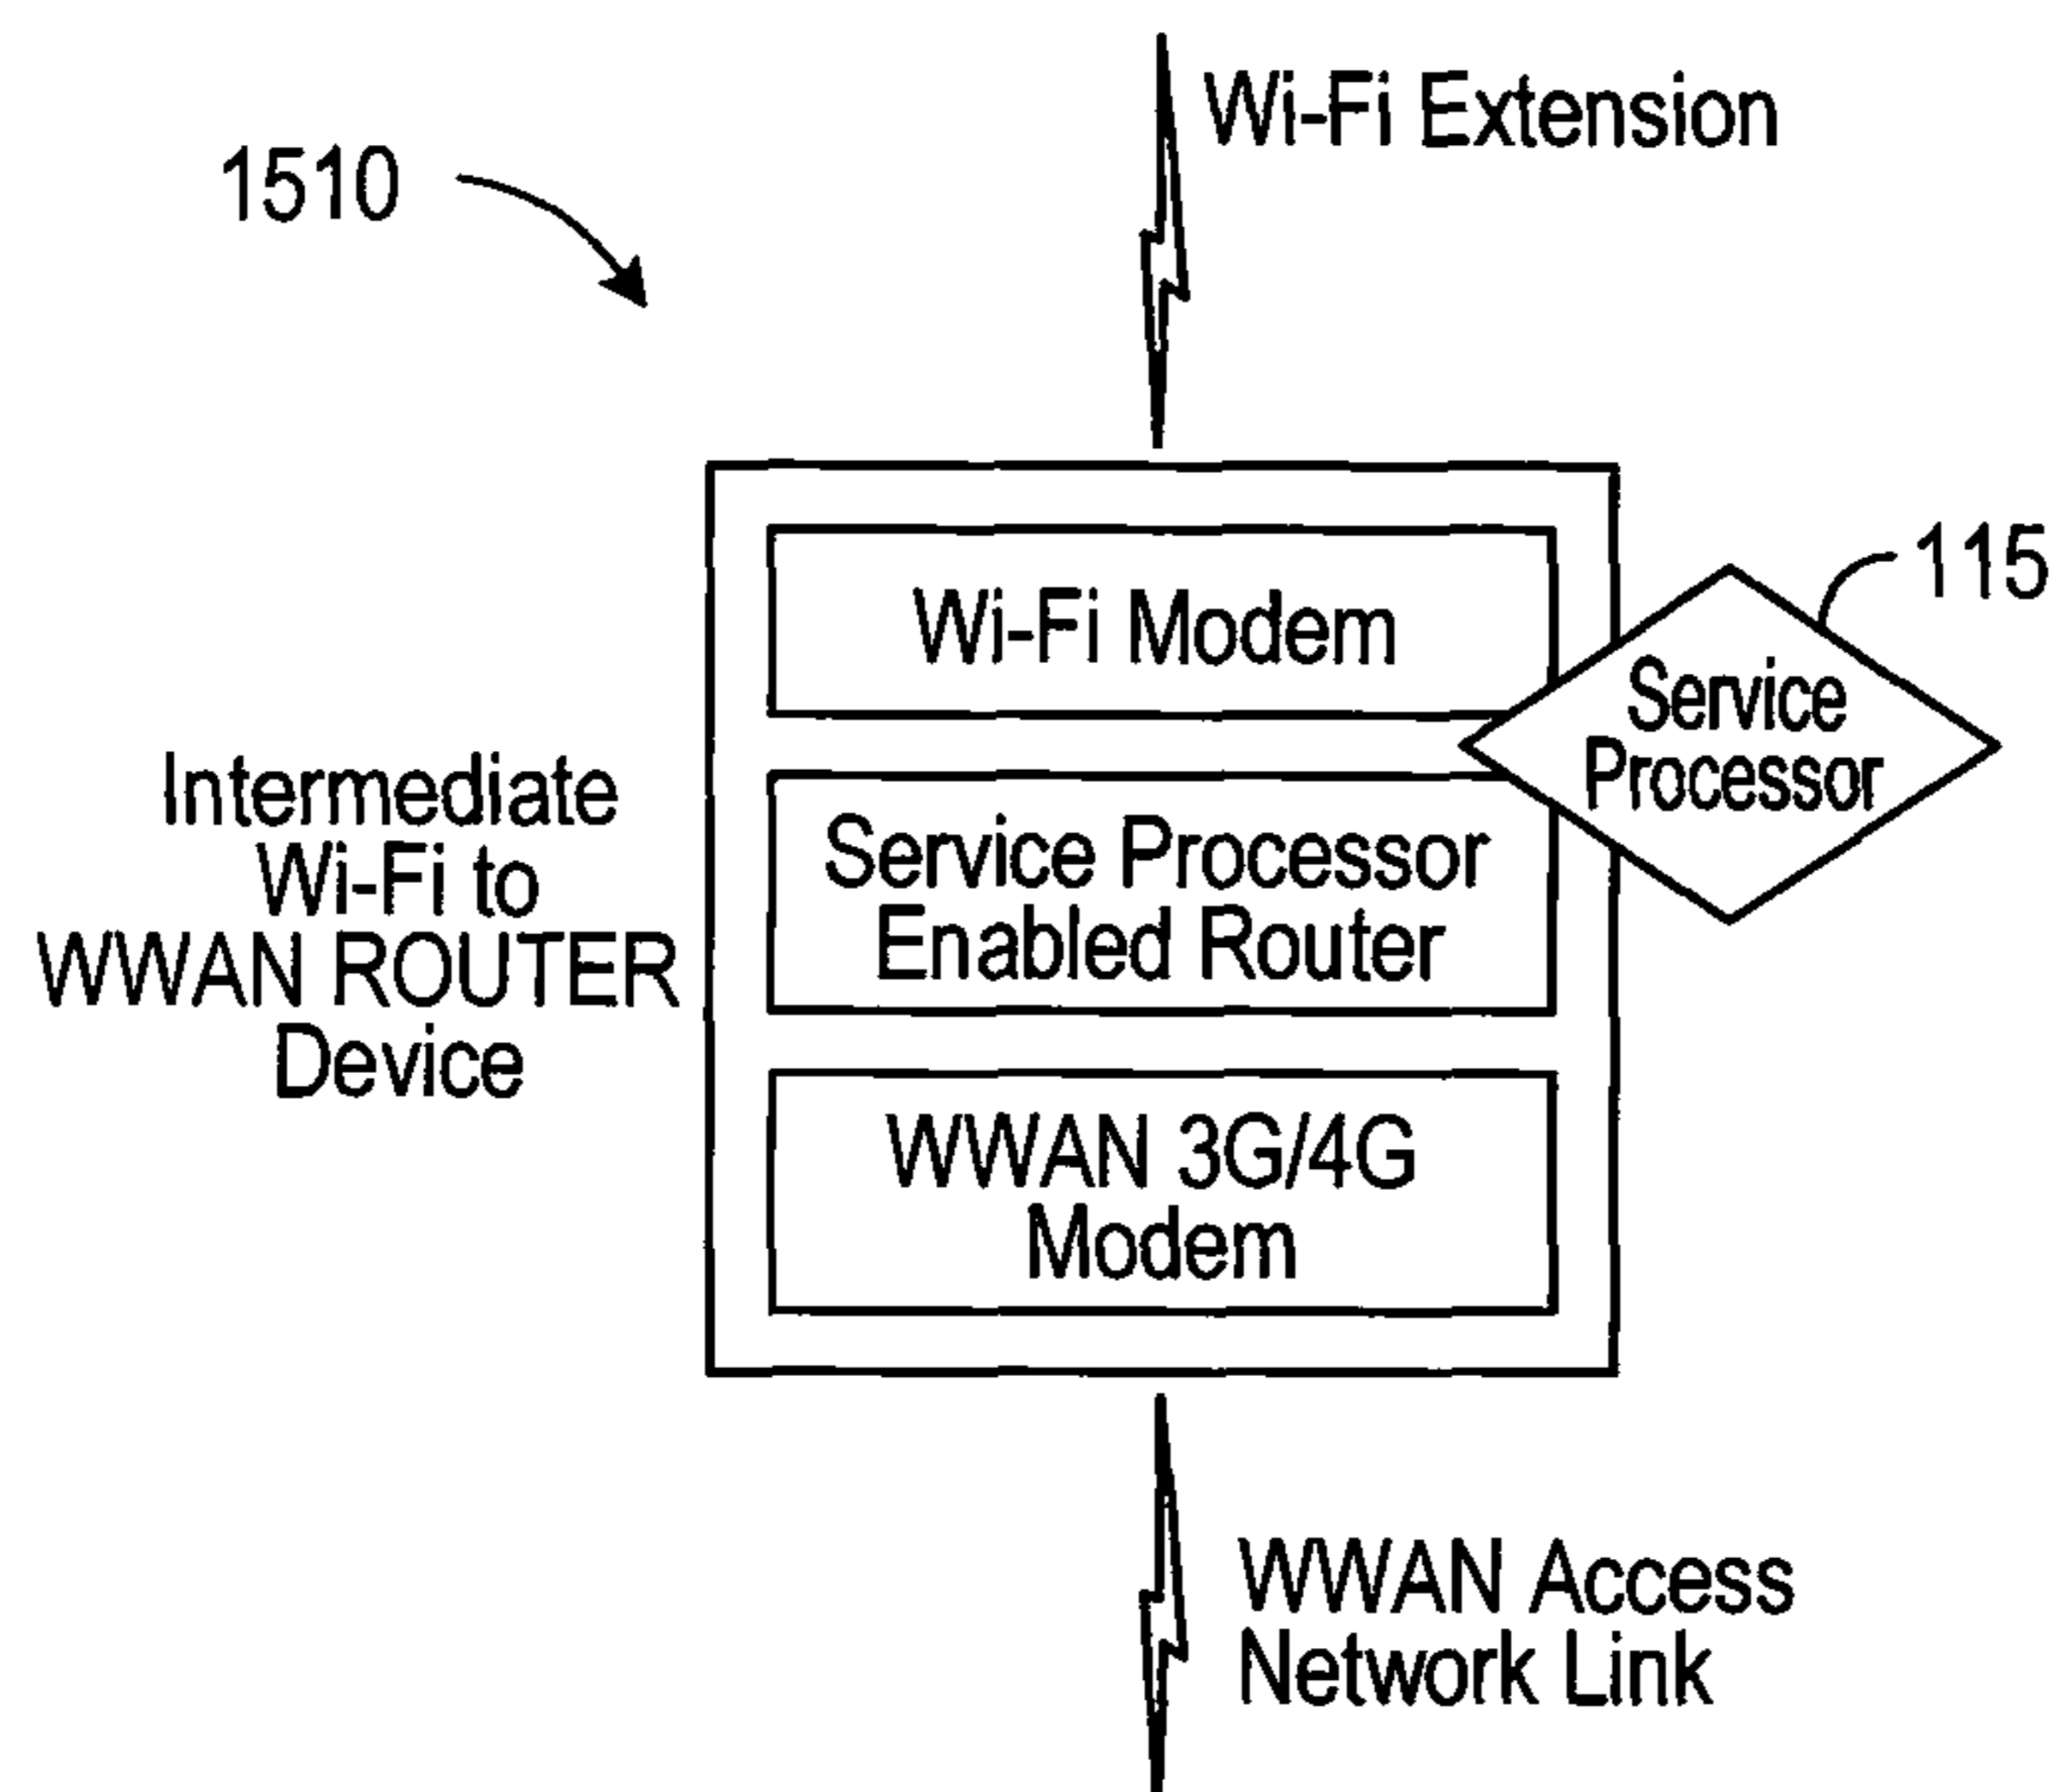 Wi-Fi Extension
1510
Wi-Fi Modem
115
Service
Processor
Intermediate
Wi-Fi to
WWAN ROUTER
Device
Service Processor
Enabled Router
WWAN 3G/4G
Modem
WWAN Access
Network Link